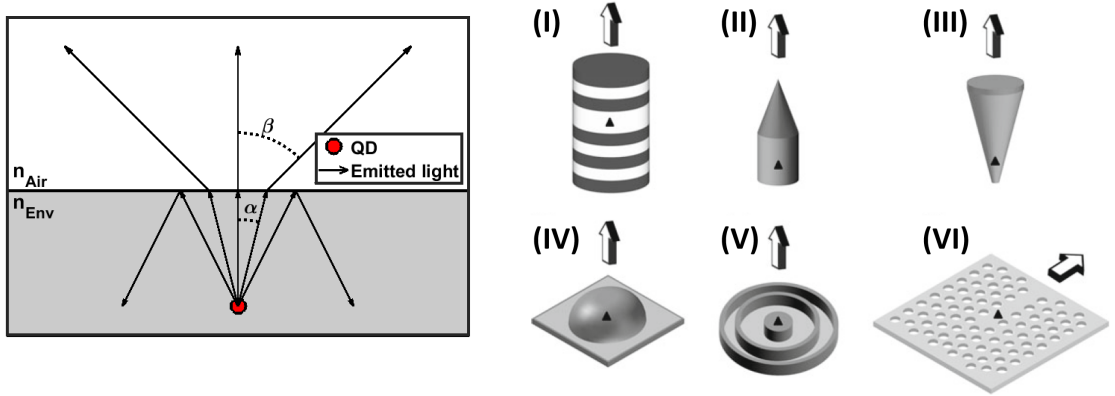 β
QD
Emitted light
n_Air
n_Env
α
(I)
(II)
(III)
(IV)
(V)
(VI)